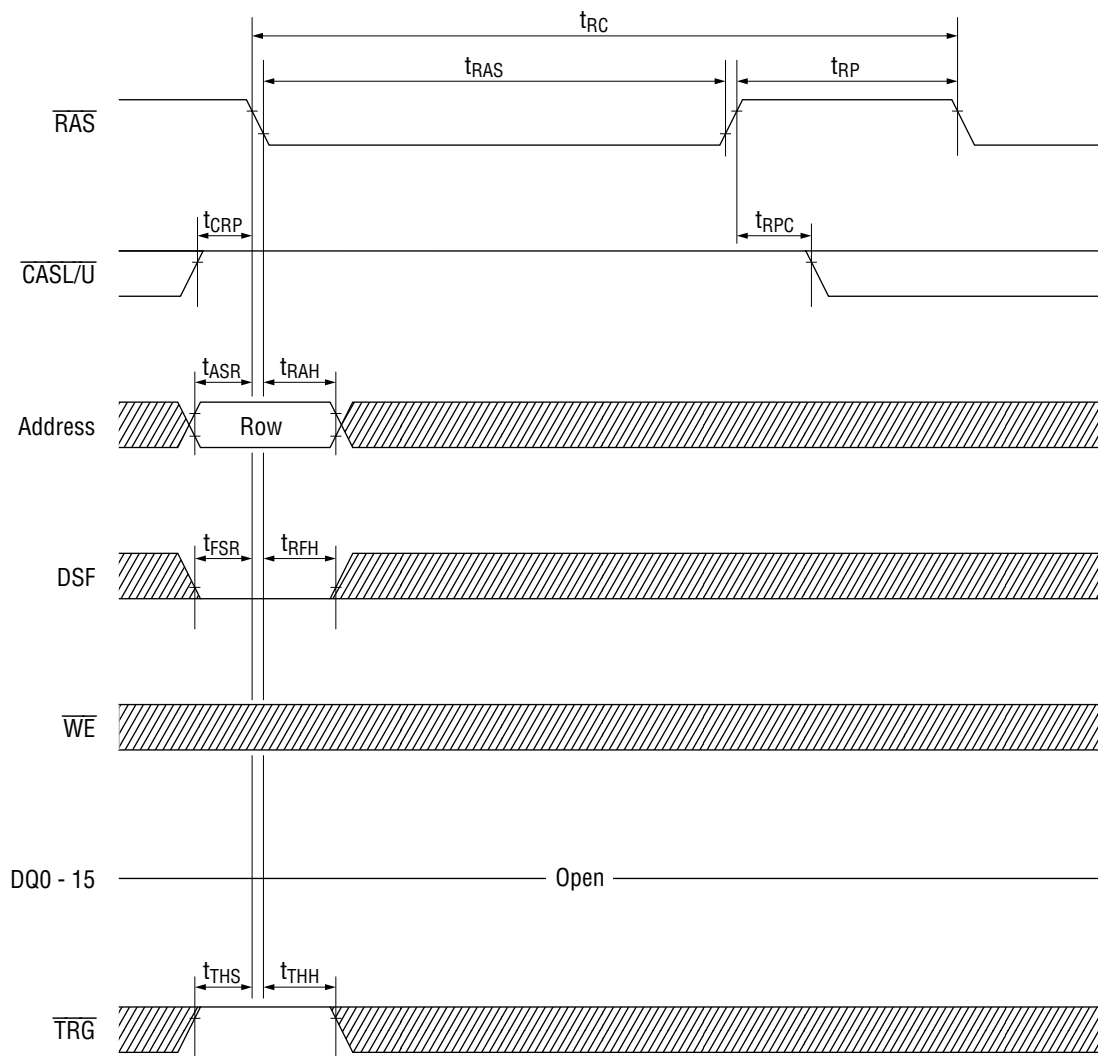 tRC
tRAS tRP
RAS
tCRP tRPC
CASL/U
tASR tRAH
Address Row
tFSR tRFH
DSF
WE
DQ0 - 15 Open
tTHS tTHH
TRG